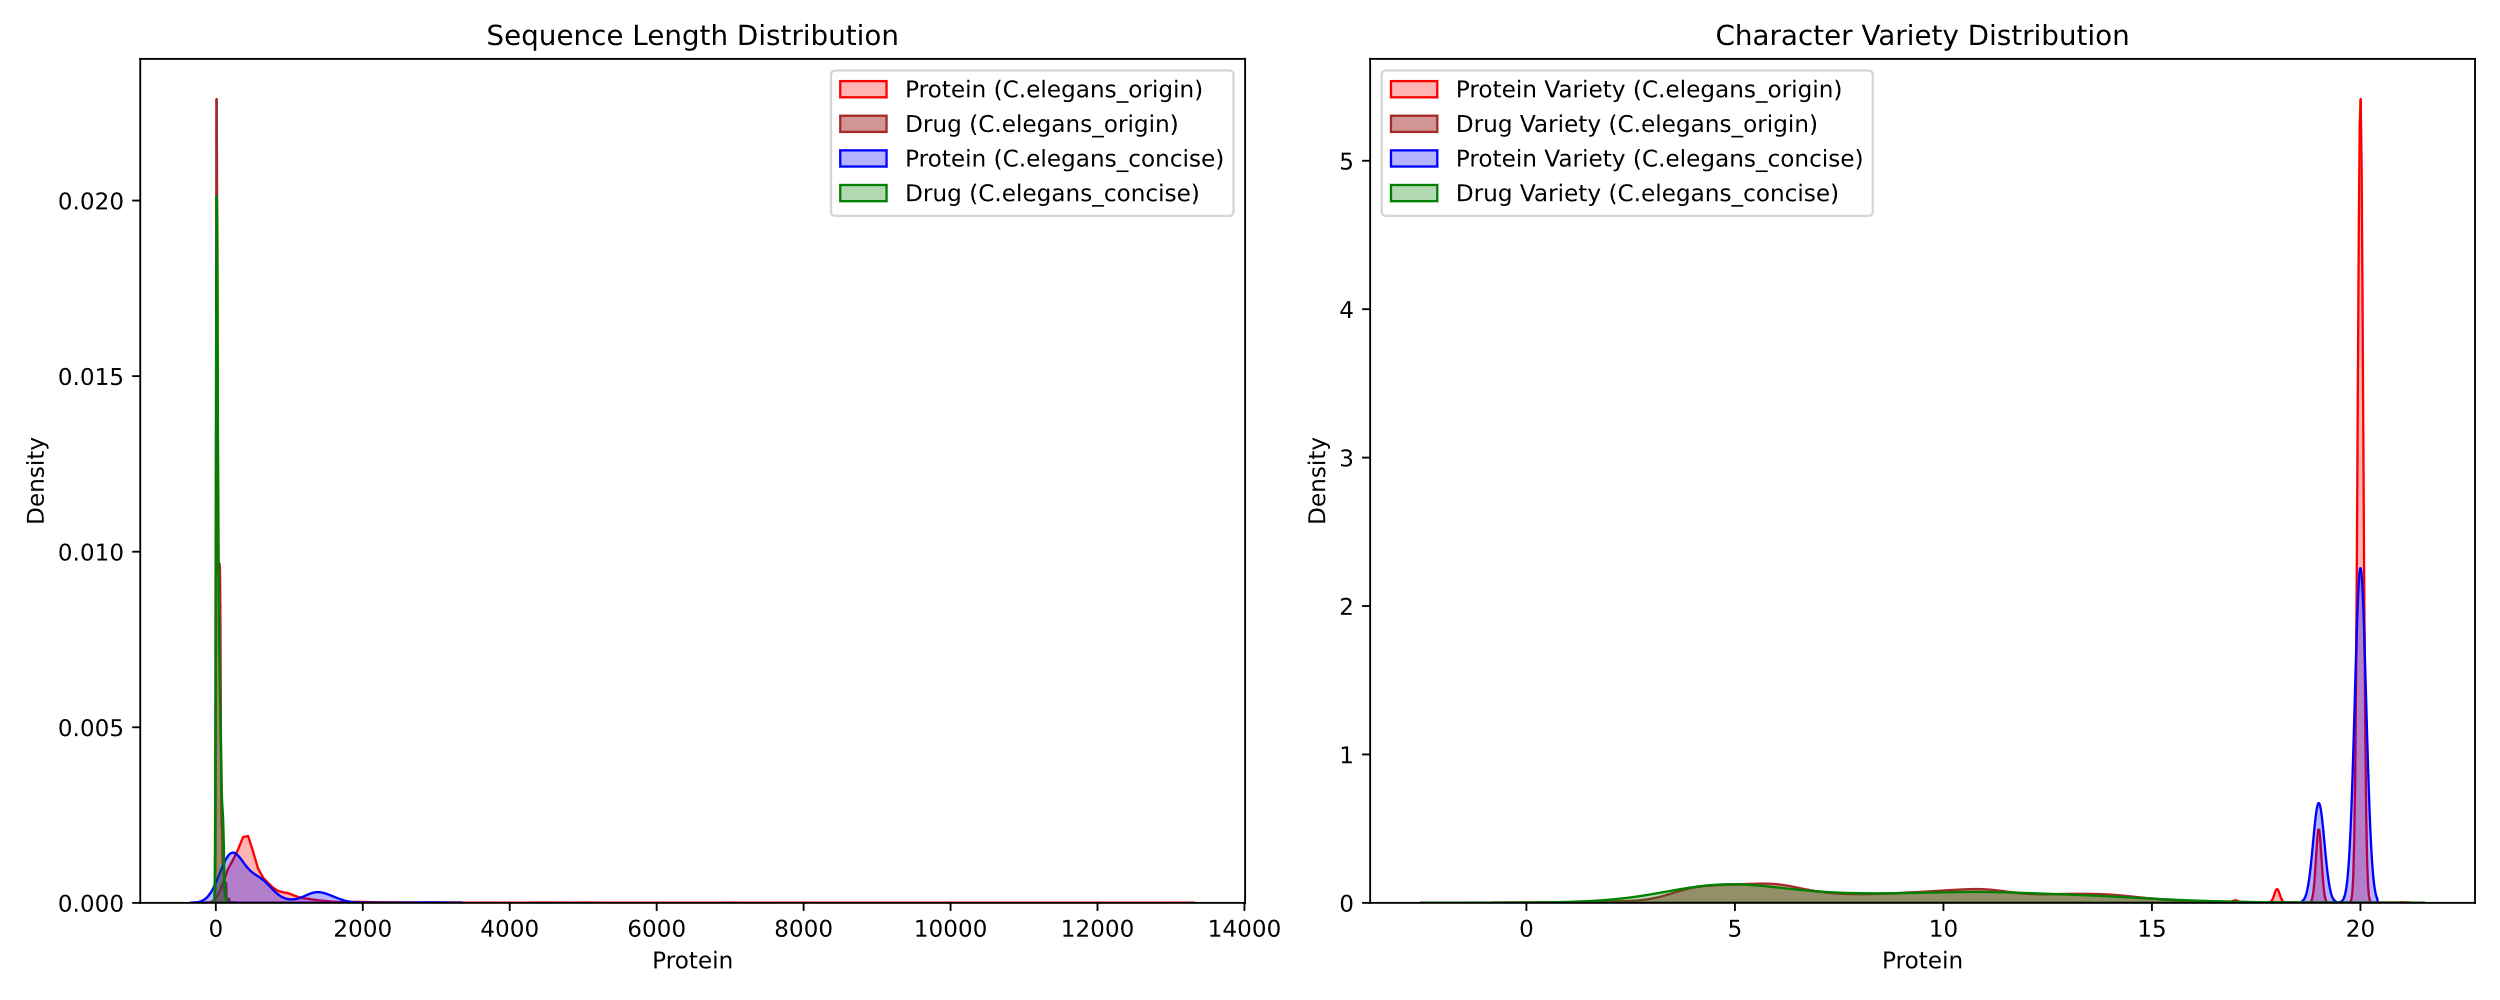 Sequence Length Distribution
Protein (C.elegans_origin)
Drug (C.elegans_origin)
Protein (C.elegans_concise)
Drug (C.elegans_concise)
0.020
0.015
0.010
0.005
0.000
Density
0 2000 4000 6000 8000 10000 12000 14000
Protein
Character Variety Distribution
Protein Variety (C.elegans_origin)
Drug Variety (C.elegans_origin)
Protein Variety (C.elegans_concise)
Drug Variety (C.elegans_concise)
5
4
3
2
1
0
Density
0 5 10 15 20
Protein